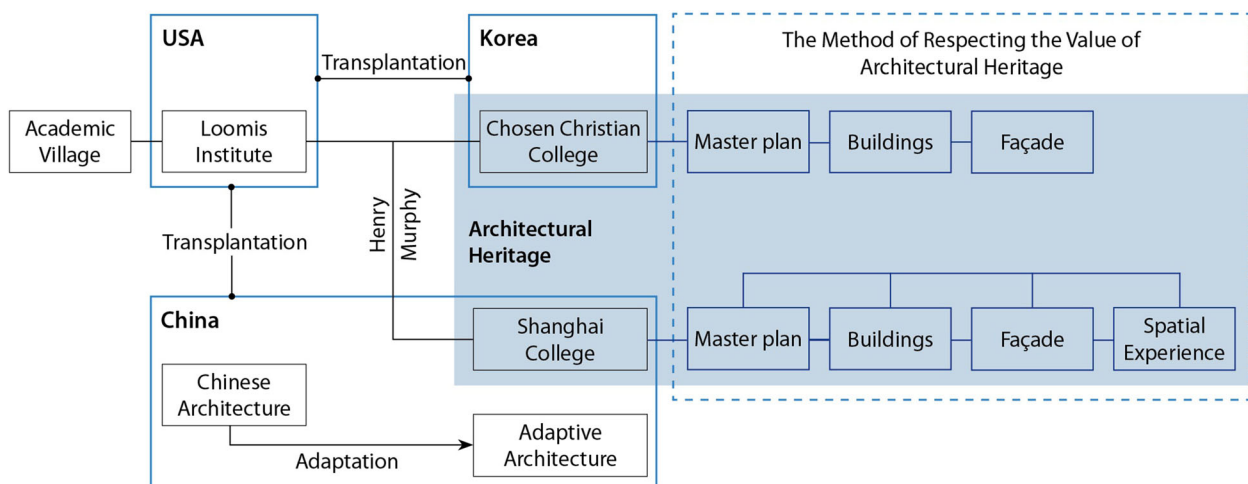 USA
Korea
The Method of Respecting the Value of
Architectural Heritage
Transplantation
Academic
Village
Loomis
Institute
Chosen Christian
College
Master plan
Buildings
Façade
Henry
Murphy
Architectural
Heritage
Transplantation
China
Shanghai
College
Master plan
Buildings
Façade
Spatial
Experience
Chinese
Architecture
Adaptation
Adaptive
Architecture